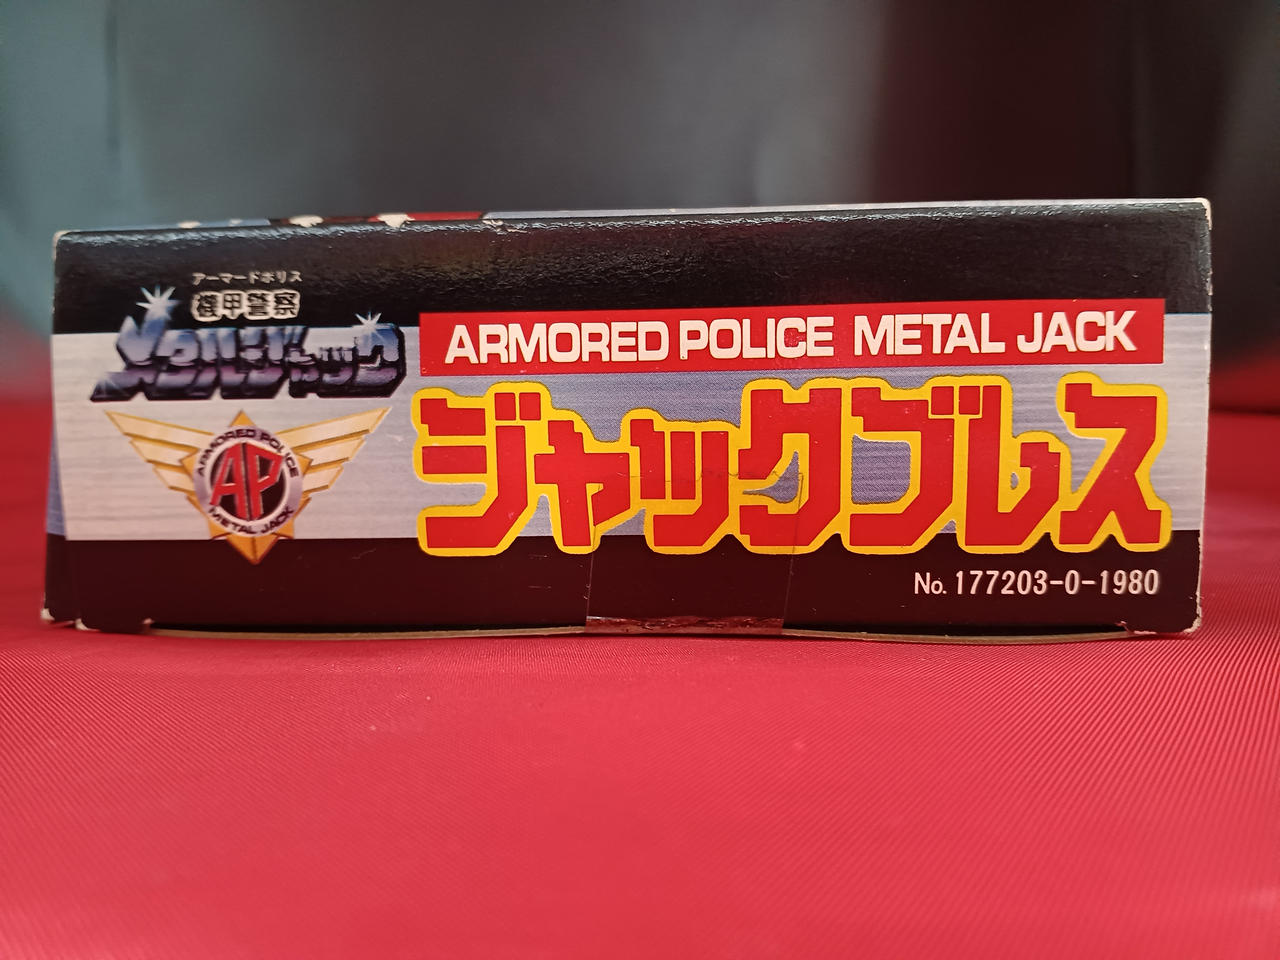 アーマードポリス
機甲警察
メタルジャック
ARMORED POLICE
AP
METAL JACK
ARMORED POLICE METAL JACK
ジャックブレス
No. 177203-0-1980